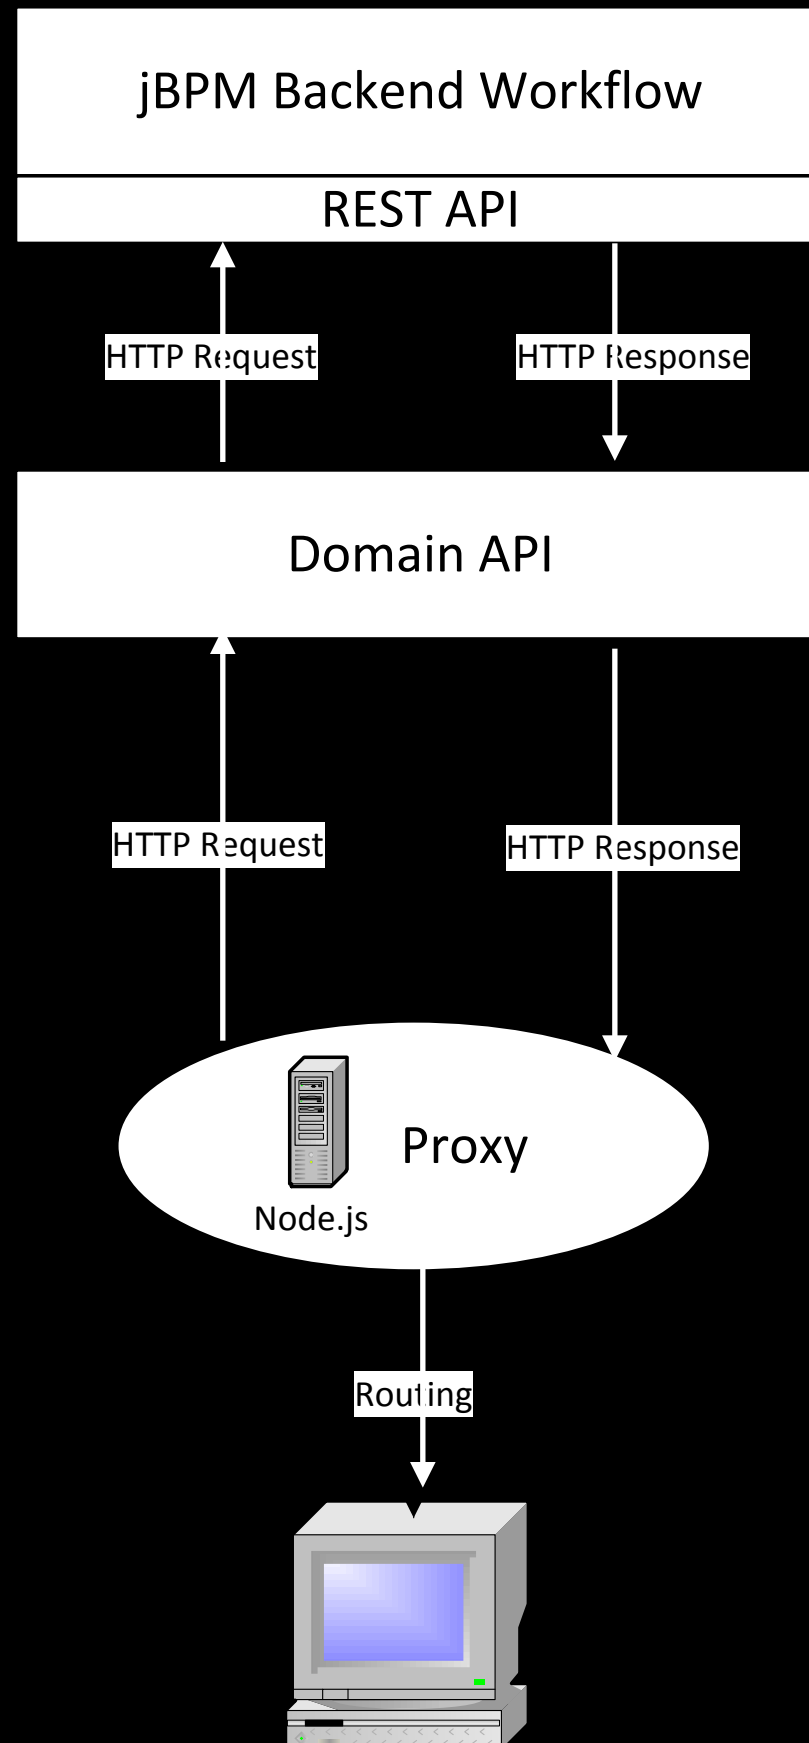 jBPM Backend Workflow
REST API
HTTP Request
HTTP Response
Domain API
HTTP Request
HTTP Response
Proxy
Node.js
Routing